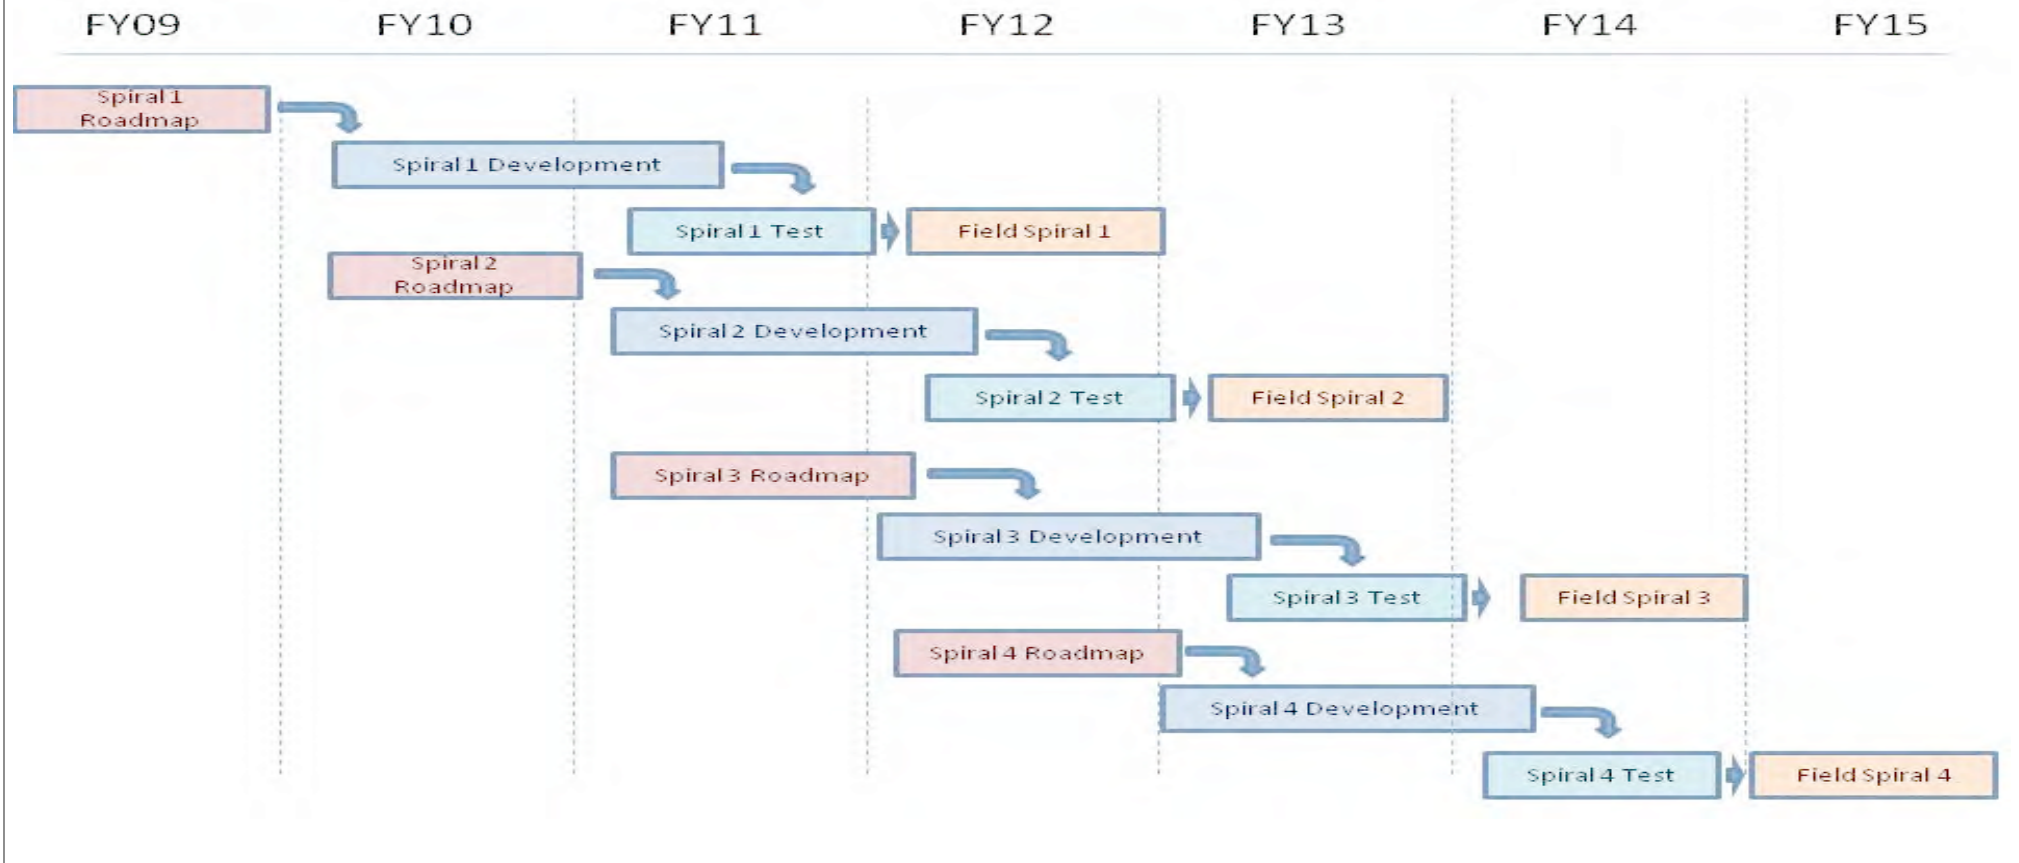 FY09 FY10 FY11 FY12 FY13 FY14 FY15
Spiral 1
Roadmap
Spiral 1 Development
Spiral 1 Test
Field Spiral 1
Spiral 2
Roadmap
Spiral 2 Development
Spiral 2 Test
Field Spiral 2
Spiral 3 Roadmap
Spiral 3 Development
Spiral 3 Test
Field Spiral 3
Spiral 4 Roadmap
Spiral 4 Development
Spiral 4 Test
Field Spiral 4